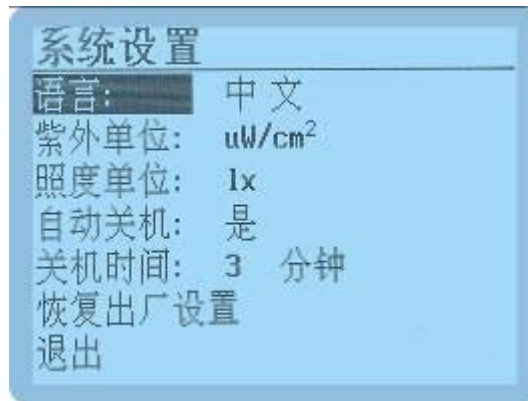 系统设置
语言: 中文
紫外单位: uW/cm²
照度单位: lx
自动关机: 是
关机时间: 3 分钟
恢复出厂设置
退出